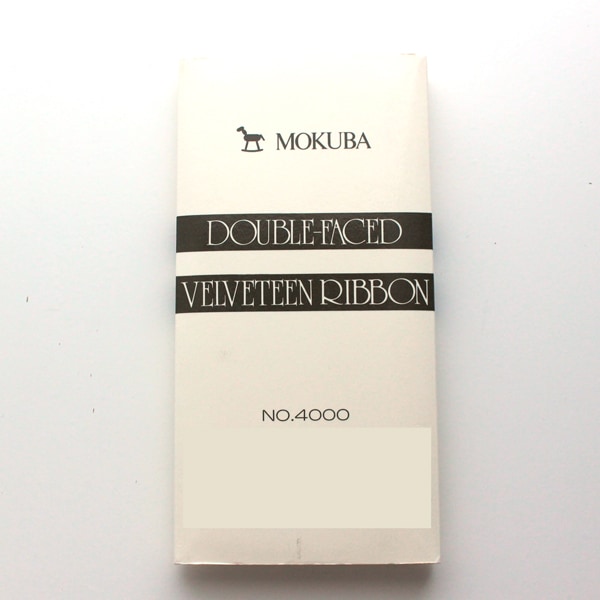 MOKUBA
DOUBLE-FACED
VELVETEEN RIBBON
NO.4000